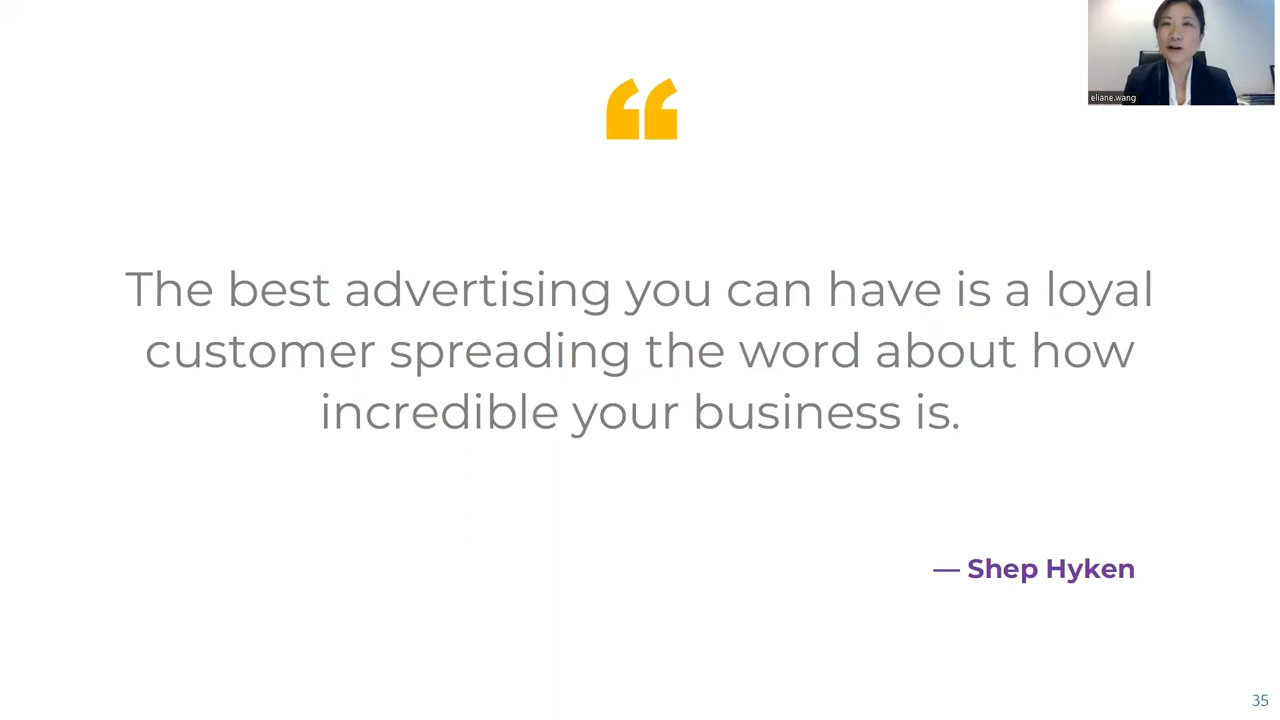 eliane.wang
“
The best advertising you can have is a loyal
customer spreading the word about how
incredible your business is.
— Shep Hyken
35